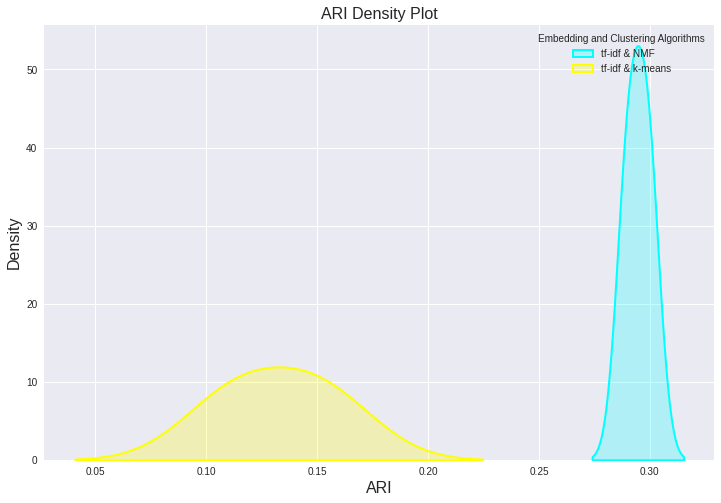 ARI Density Plot
Embedding and Clustering Algorithms
tf-idf & NMF
tf-idf & k-means
Density
50
40
30
20
10
0
0.05 0.10 0.15 0.20 0.25 0.30
ARI